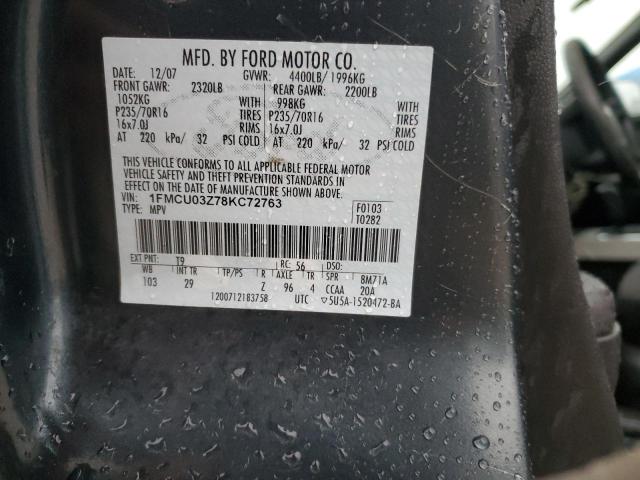 MFD. BY FORD MOTOR CO.
DATE: 12/07 GVWR: 4400LB/ 1996KG
FRONT GAWR: 2320LB REAR GAWR: 2200LB
1052KG WITH 998KG WITH
P235/70R16 TIRES P235/70R16 TIRES
16x7.0J RIMS 16x7.0J RIMS
AT 220 kPa/ 32 PSI COLD AT 220 kPa/ 32 PSI COLD
THIS VEHICLE CONFORMS TO ALL APPLICABLE FEDERAL MOTOR
VEHICLE SAFETY AND THEFT PREVENTION STANDARDS IN
EFFECT ON THE DATE OF MANUFACTURE SHOWN ABOVE.
VIN: 1FMCU03Z78KC72763 F0103
TYPE: MPV T0282
EXT PNT: T9 RC: 56 DSO:
WB INT TR TP/PS R AXLE TR SPR 8M71A
103 29 Z 96 4 CCAA 20A
1200712183758 UTC ▽5U5A-1520472-BA